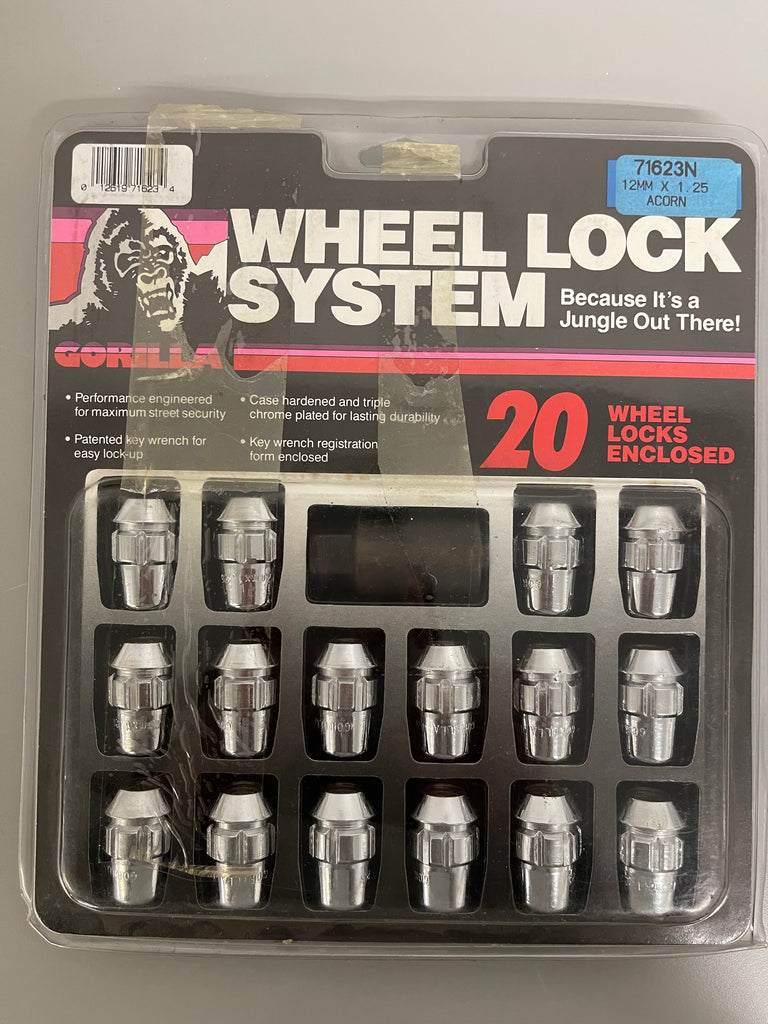 0 12619 71623 4
71623N
12MM X 1.25
ACORN
WHEEL LOCK
SYSTEM
Because It's a
Jungle Out There!
GORILLA
• Performance engineered
for maximum street security
• Patented key wrench for
easy lock-up
• Case hardened and triple
chrome plated for lasting durability
• Key wrench registration
form enclosed
20
WHEEL
LOCKS
ENCLOSED